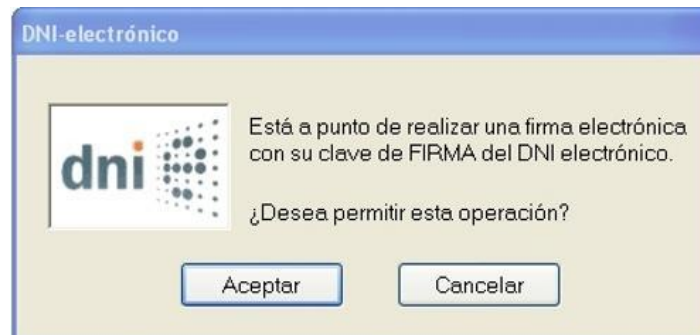 DNI-electrónico
dni
Está a punto de realizar una firma electrónica
con su clave de FIRMA del DNI electrónico.
¿Desea permitir esta operación?
Aceptar
Cancelar